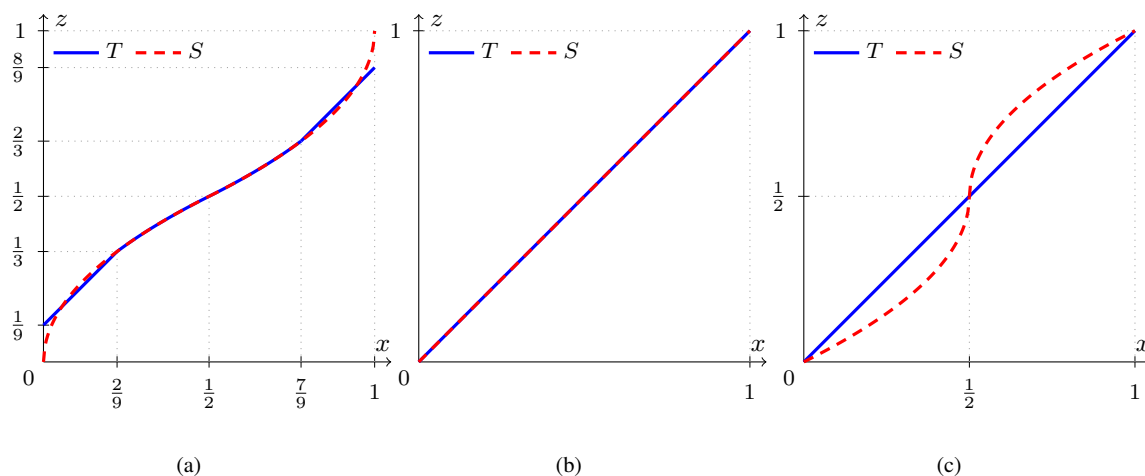 z z z
1 1 1
T S T S T S
8/9
2/3
1/2 1/2
1/3
1/9
x x x
0 0 0
2/9 1/2 7/9 1 1 1/2 1
(a) (b) (c)